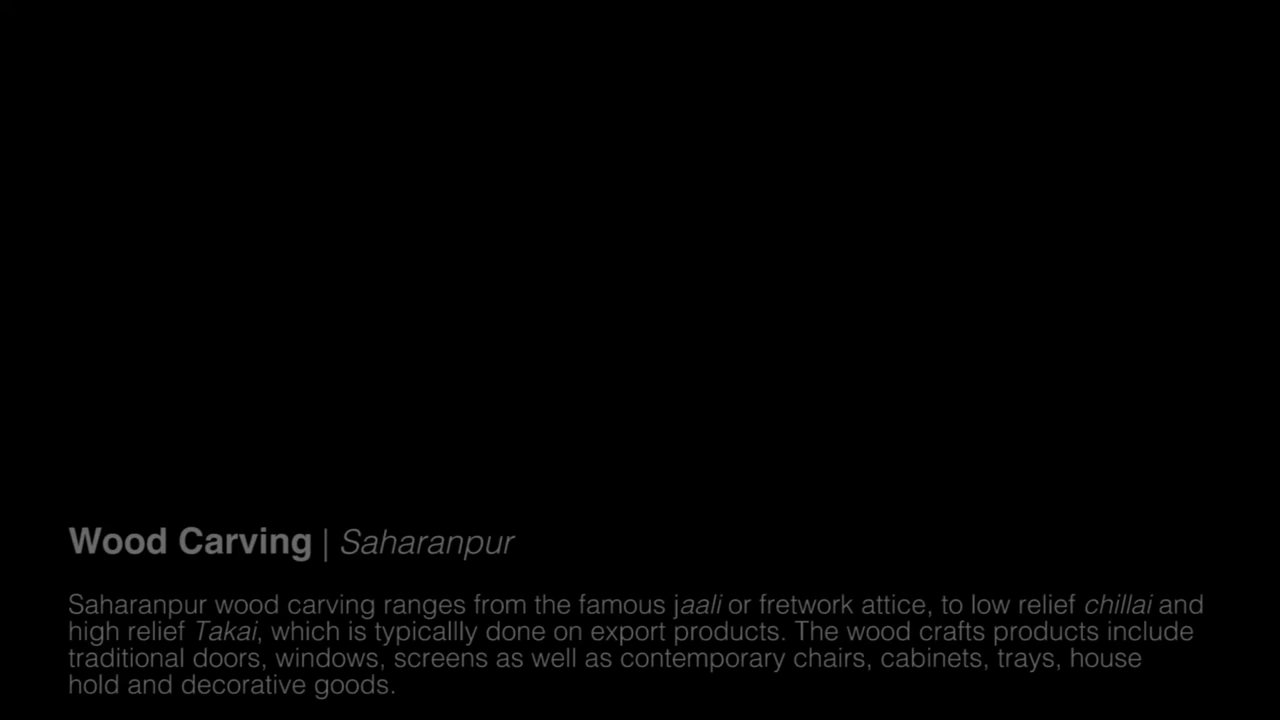 Wood Carving | Saharanpur
Saharanpur wood carving ranges from the famous jaali or fretwork attice, to low relief chillai and
high relief Takai, which is typicallly done on export products. The wood crafts products include
traditional doors, windows, screens as well as contemporary chairs, cabinets, trays, house
hold and decorative goods.